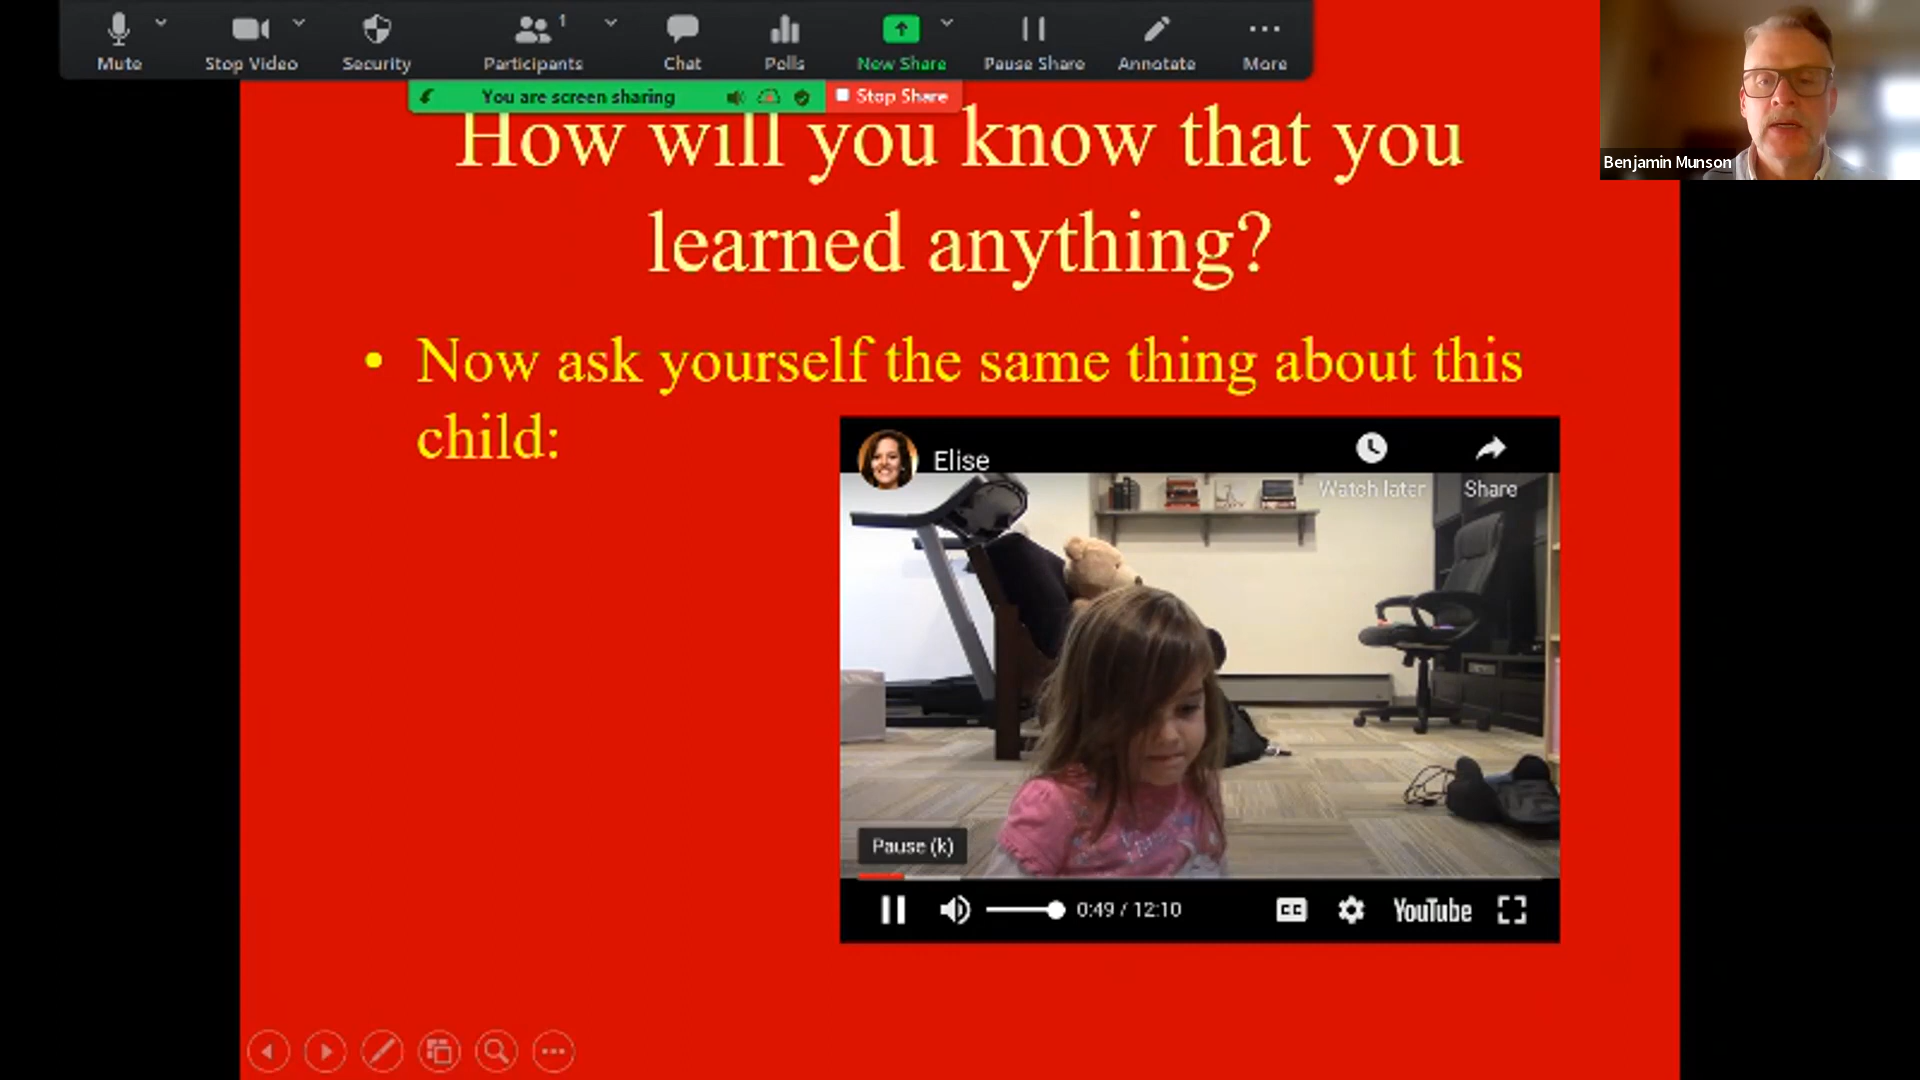 Mute
Stop Video
Security
Participants
1
Chat
Polls
New Share
Pause Share
Annotate
More
You are screen sharing
Stop Share
Benjamin Munson
How will you know that you
learned anything?
• Now ask yourself the same thing about this
child:
Elise
Watch later
Share
Pause (k)
0:49 / 12:10
CC
YouTube